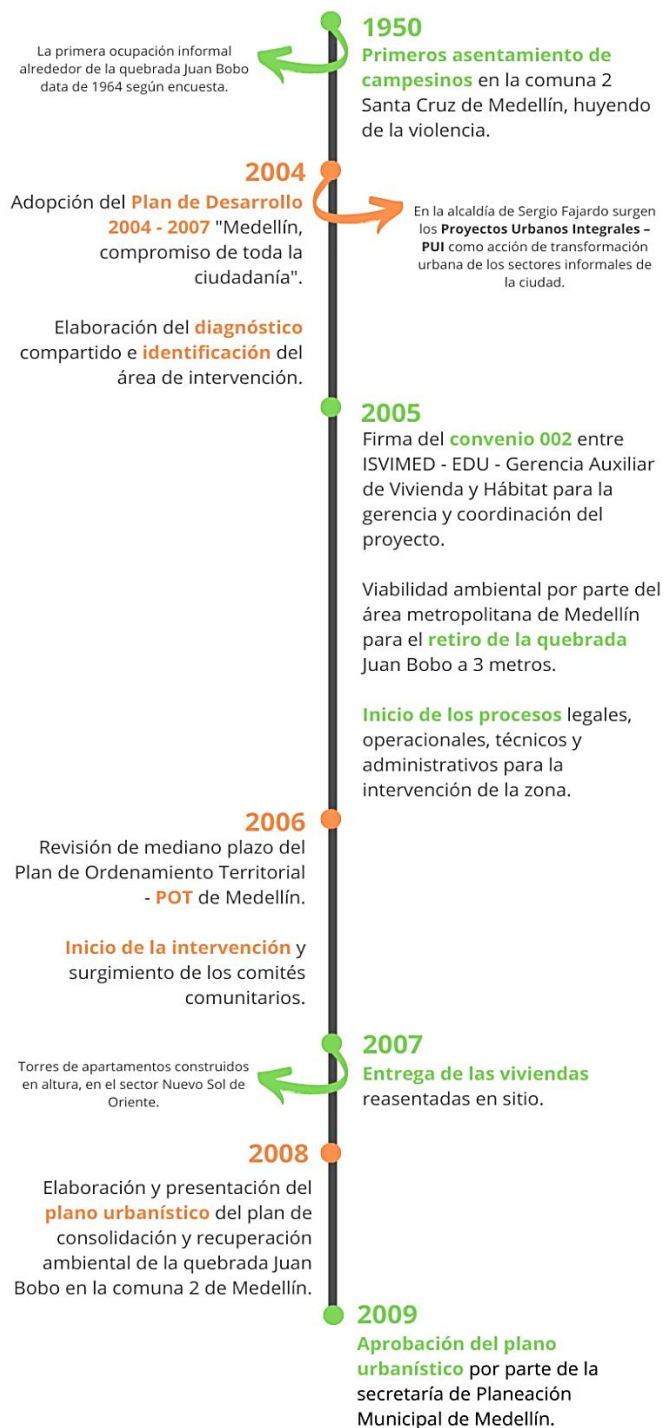 1950
Primeros asentamiento de
campesinos en la comuna 2
Santa Cruz de Medellín, huyendo
de la violencia.
La primera ocupación informal
alrededor de la quebrada Juan Bobo
data de 1964 según encuesta.
2004
Adopción del Plan de Desarrollo
2004 - 2007 "Medellín,
compromiso de toda la
ciudadanía".
Elaboración del diagnóstico
compartido e identificación del
área de intervención.
En la alcaldía de Sergio Fajardo surgen
los Proyectos Urbanos Integrales –
PUI como acción de transformación
urbana de los sectores informales de
la ciudad.
2005
Firma del convenio 002 entre
ISVIMED - EDU - Gerencia Auxiliar
de Vivienda y Hábitat para la
gerencia y coordinación del
proyecto.
Viabilidad ambiental por parte del
área metropolitana de Medellín
para el retiro de la quebrada
Juan Bobo a 3 metros.
Inicio de los procesos legales,
operacionales, técnicos y
administrativos para la
intervención de la zona.
2006
Revisión de mediano plazo del
Plan de Ordenamiento Territorial
- POT de Medellín.
Inicio de la intervención y
surgimiento de los comités
comunitarios.
2007
Entrega de las viviendas
reasentadas en sitio.
Torres de apartamentos construidos
en altura, en el sector Nuevo Sol de
Oriente.
2008
Elaboración y presentación del
plano urbanístico del plan de
consolidación y recuperación
ambiental de la quebrada Juan
Bobo en la comuna 2 de Medellín.
2009
Aprobación del plano
urbanístico por parte de la
secretaría de Planeación
Municipal de Medellín.